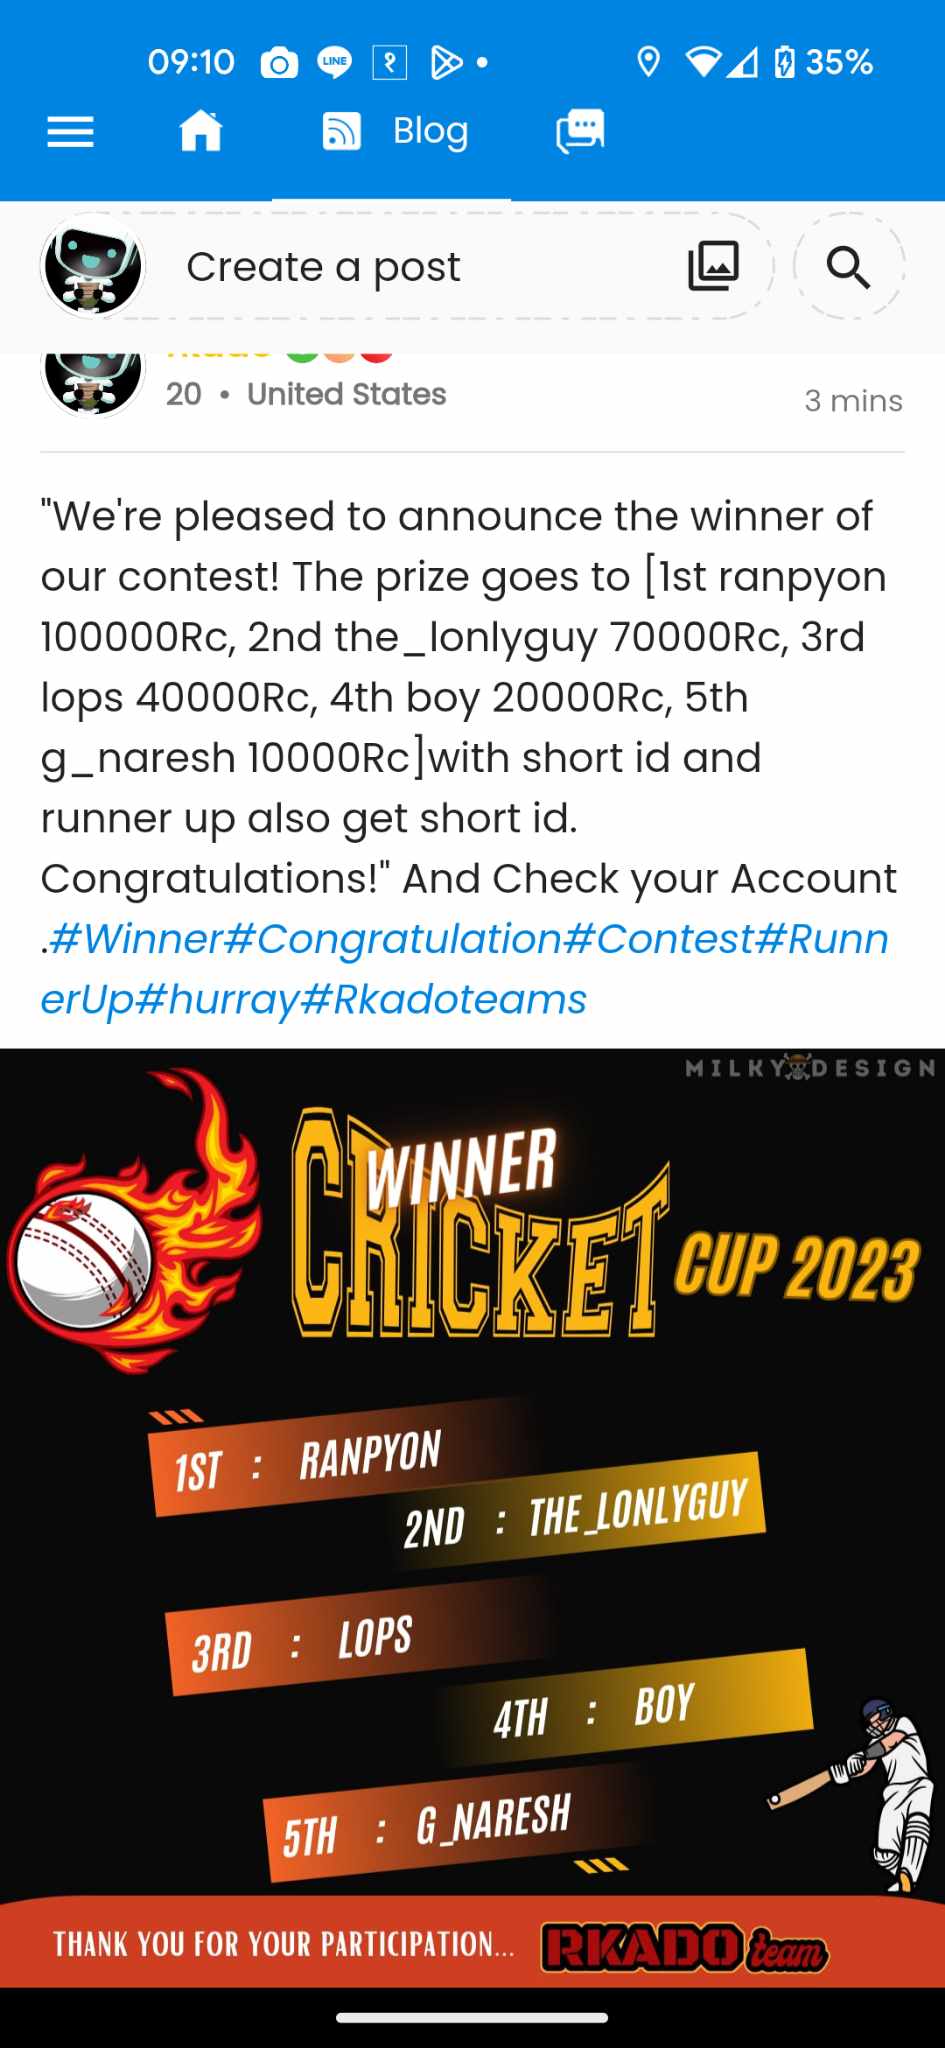 09:10 LINE 35%
Blog
Create a post
20 • United States
3 mins
"We're pleased to announce the winner of
our contest! The prize goes to [1st ranpyon
100000Rc, 2nd the_lonlyguy 70000Rc, 3rd
lops 40000Rc, 4th boy 20000Rc, 5th
g_naresh 10000Rc]with short id and
runner up also get short id.
Congratulations!" And Check your Account
.#Winner#Congratulation#Contest#Runn
erUp#hurray#Rkadoteams
MILKY DESIGN
WINNER
CRICKET
CUP 2023
1ST : RANPYON
2ND : THE_LONLYGUY
3RD : LOPS
4TH : BOY
5TH : G_NARESH
THANK YOU FOR YOUR PARTICIPATION... RKADO team